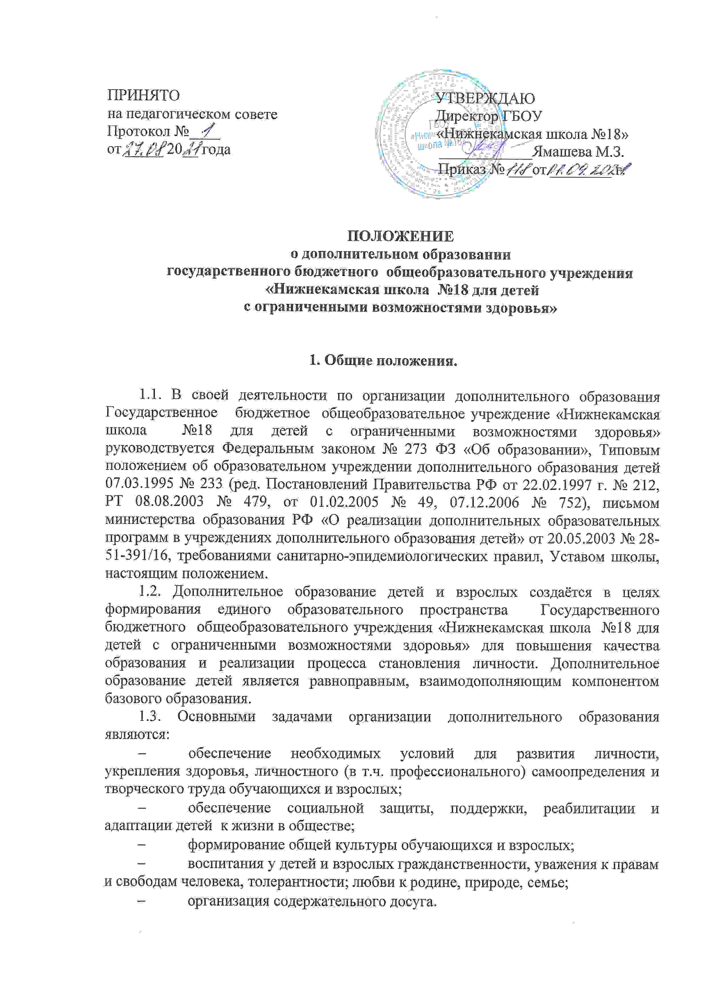 ПРИНЯТО
на педагогическом совете
Протокол № 1
от 27.08 2021 года
УТВЕРЖДАЮ
Директор ГБОУ
«Нижнекамская школа №18»
Ямашева М.З.
Приказ № 118 от 01.09.2021 г.
ГБОУ
школа №18»
ПОЛОЖЕНИЕ
о дополнительном образовании
государственного бюджетного общеобразовательного учреждения
«Нижнекамская школа №18 для детей
с ограниченными возможностями здоровья»
1. Общие положения.
1.1. В своей деятельности по организации дополнительного образования
Государственное бюджетное общеобразовательное учреждение «Нижнекамская
школа №18 для детей с ограниченными возможностями здоровья»
руководствуется Федеральным законом № 273 ФЗ «Об образовании», Типовым
положением об образовательном учреждении дополнительного образования детей
07.03.1995 № 233 (ред. Постановлений Правительства РФ от 22.02.1997 г. № 212,
РТ 08.08.2003 № 479, от 01.02.2005 № 49, 07.12.2006 № 752), письмом
министерства образования РФ «О реализации дополнительных образовательных
программ в учреждениях дополнительного образования детей» от 20.05.2003 № 28-
51-391/16, требованиями санитарно-эпидемиологических правил, Уставом школы,
настоящим положением.
1.2. Дополнительное образование детей и взрослых создаётся в целях
формирования единого образовательного пространства Государственного
бюджетного общеобразовательного учреждения «Нижнекамская школа №18 для
детей с ограниченными возможностями здоровья» для повышения качества
образования и реализации процесса становления личности. Дополнительное
образование детей является равноправным, взаимодополняющим компонентом
базового образования.
1.3. Основными задачами организации дополнительного образования
являются:
– обеспечение необходимых условий для развития личности,
укрепления здоровья, личностного (в т.ч. профессионального) самоопределения и
творческого труда обучающихся и взрослых;
– обеспечение социальной защиты, поддержки, реабилитации и
адаптации детей к жизни в обществе;
– формирование общей культуры обучающихся и взрослых;
– воспитания у детей и взрослых гражданственности, уважения к правам
и свободам человека, толерантности; любви к родине, природе, семье;
– организация содержательного досуга.